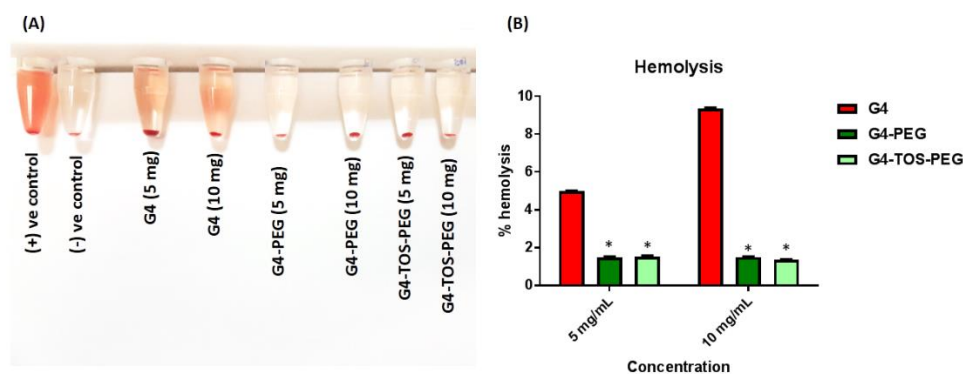 (A)
(+) ve control
(-) ve control
G4 (5 mg)
G4 (10 mg)
G4-PEG (5 mg)
G4-PEG (10 mg)
G4-TOS-PEG (5 mg)
G4-TOS-PEG (10 mg)
(B)
Hemolysis
% hemolysis
10
8
6
4
2
0
* *
* *
5 mg/mL
10 mg/mL
Concentration
G4
G4-PEG
G4-TOS-PEG